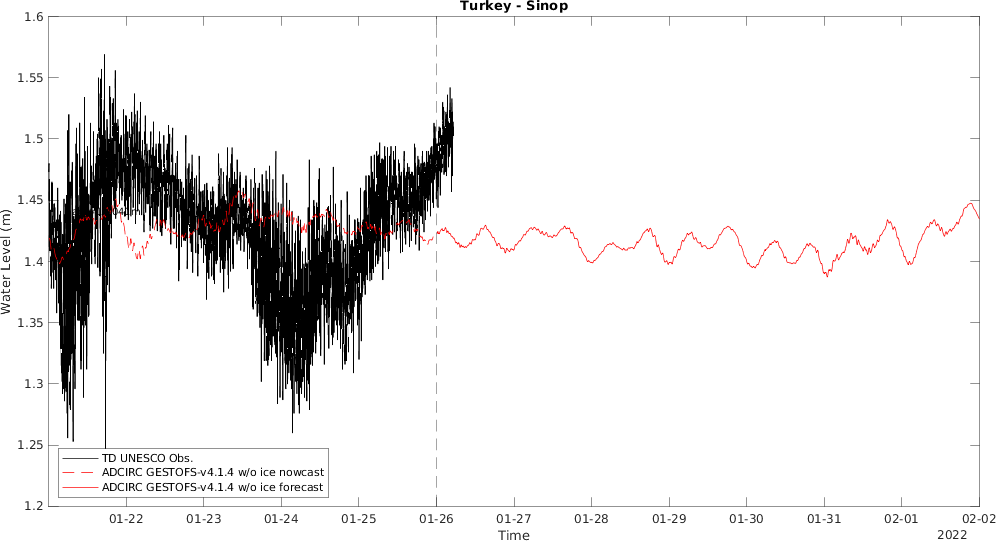 Turkey - Sinop
1.6
1.55
1.5
1.45
1.4
1.35
1.3
1.25
1.2
Water Level (m)
TD UNESCO Obs.
ADCIRC GESTOFS-v4.1.4 w/o ice nowcast
ADCIRC GESTOFS-v4.1.4 w/o ice forecast
01-22 01-23 01-24 01-25 01-26 01-27 01-28 01-29 01-30 01-31 02-01 02-02
Time
2022